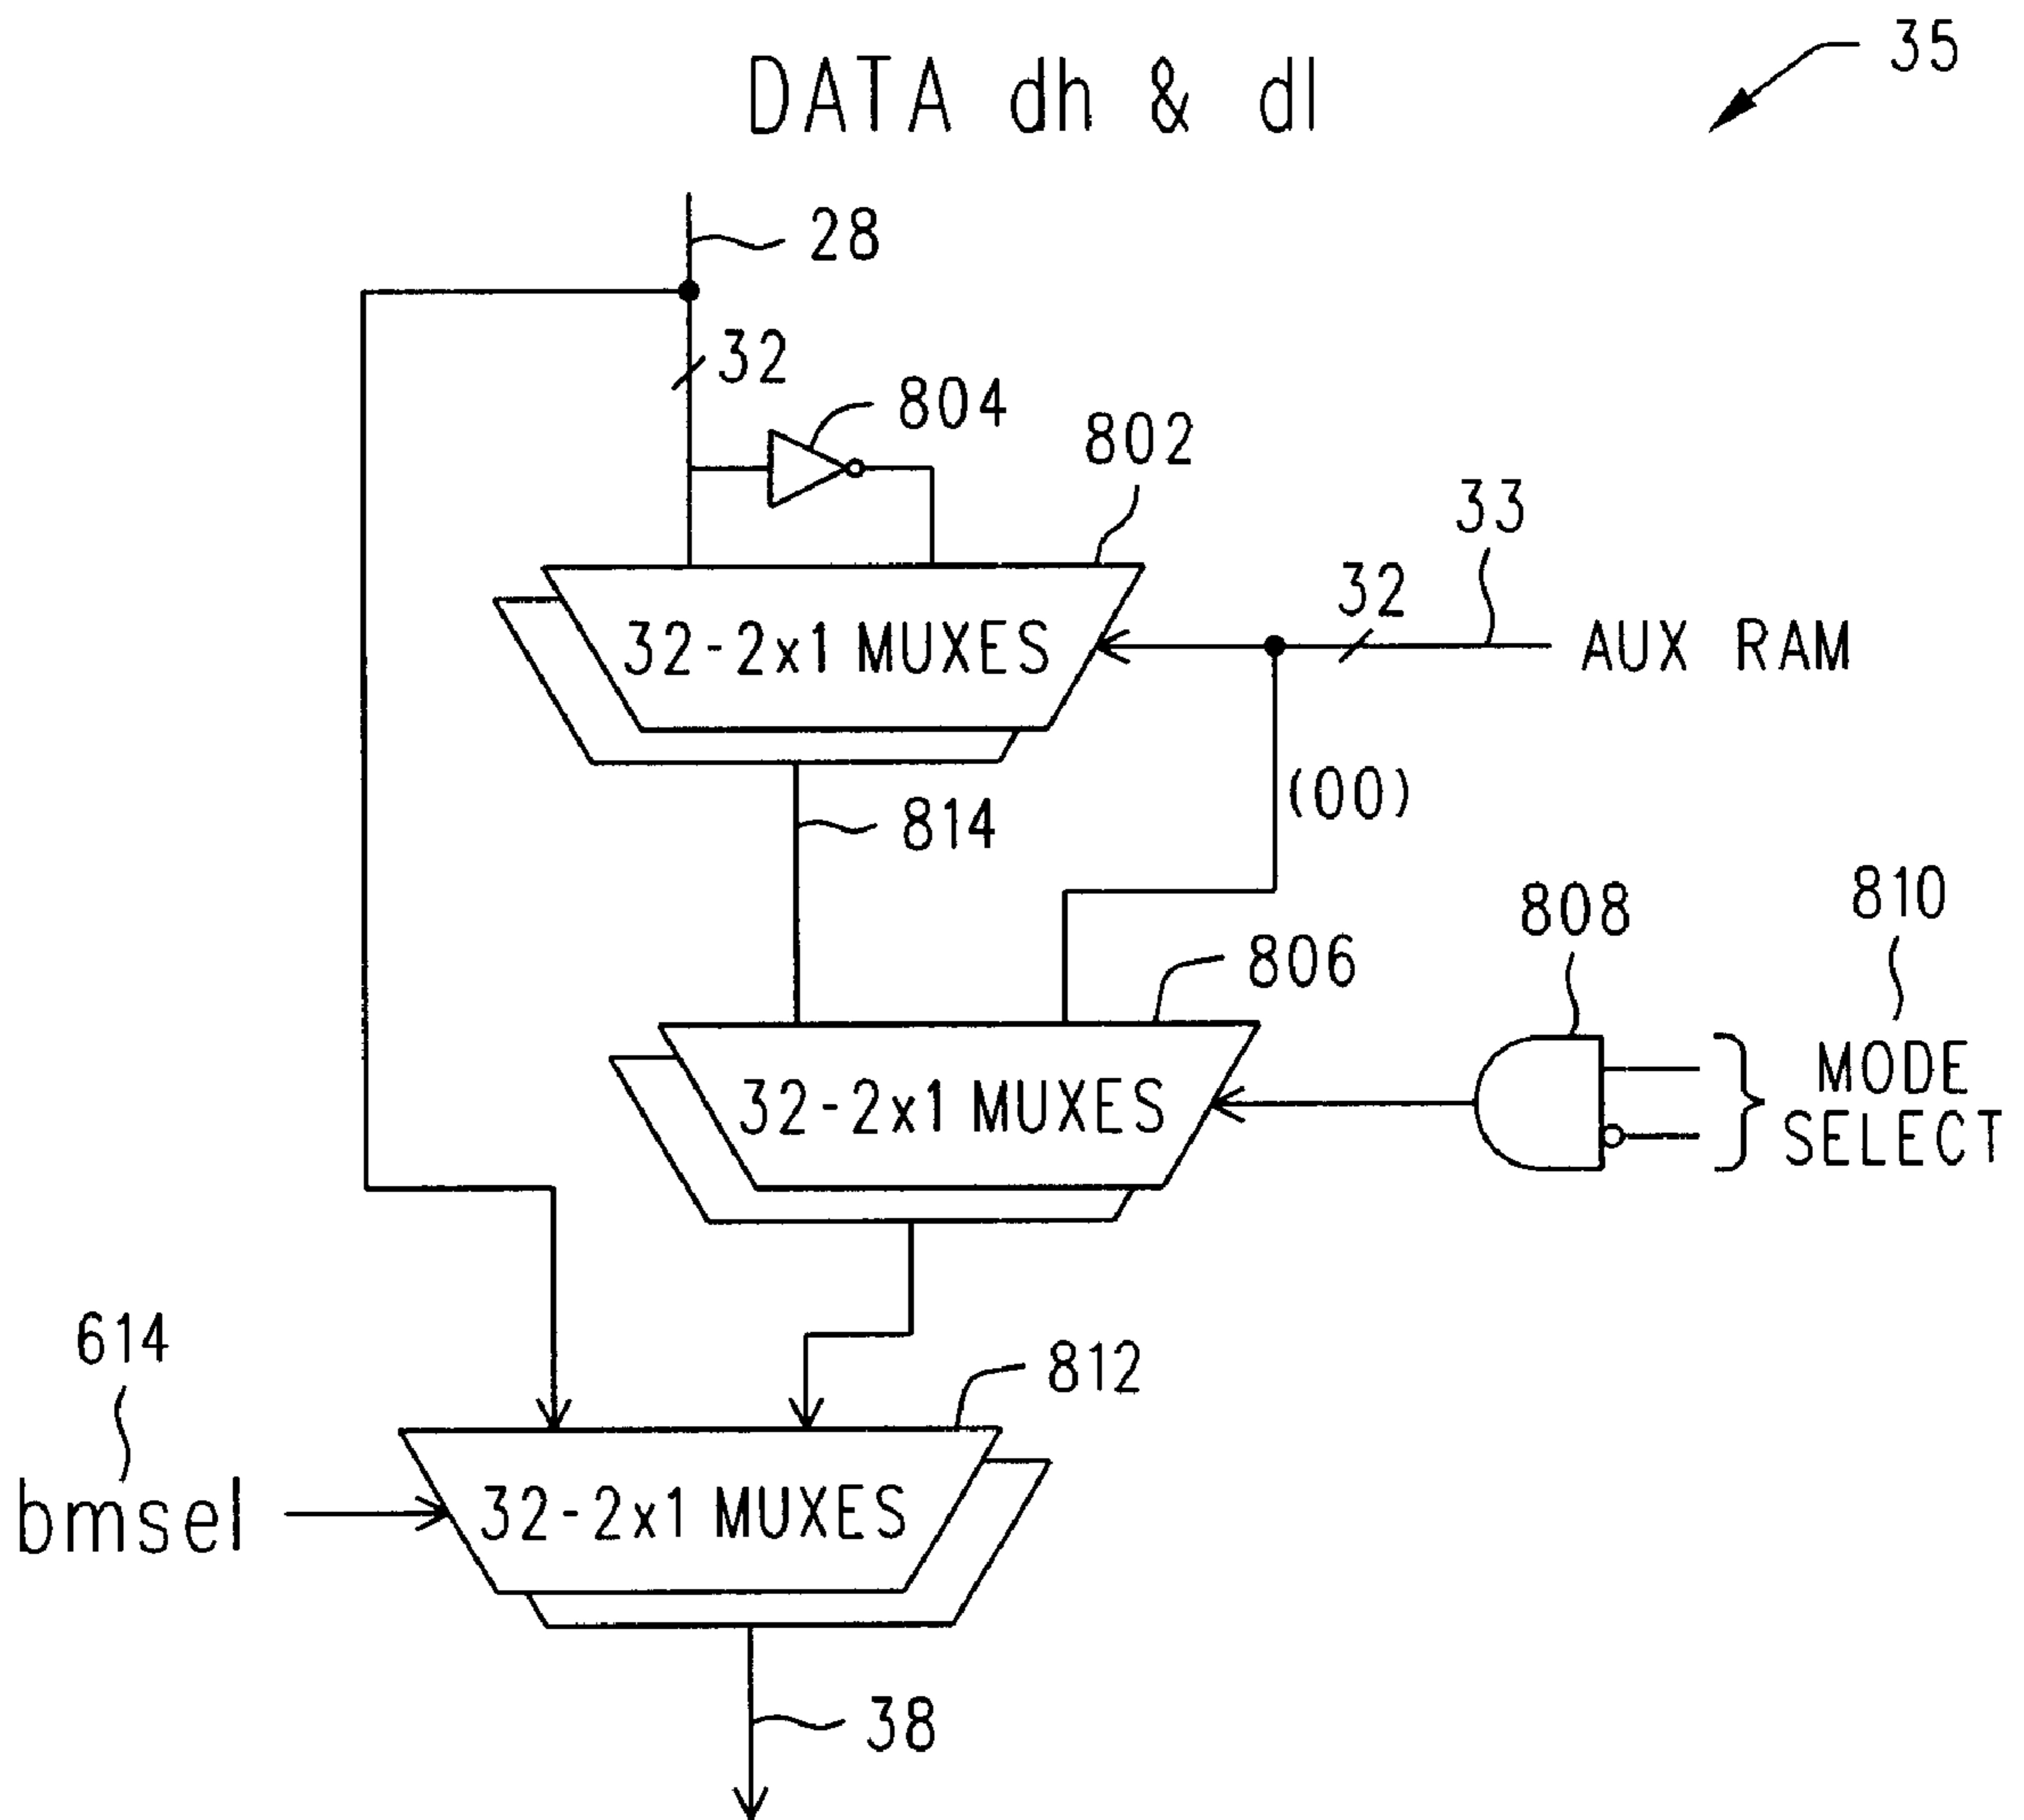 35
DATA dh & dl
28
32
804
802
33
32
32-2x1 MUXES
AUX RAM
(00)
814
810
808
806
MODE
SELECT
32-2x1 MUXES
614
812
bmsel
32-2x1 MUXES
38